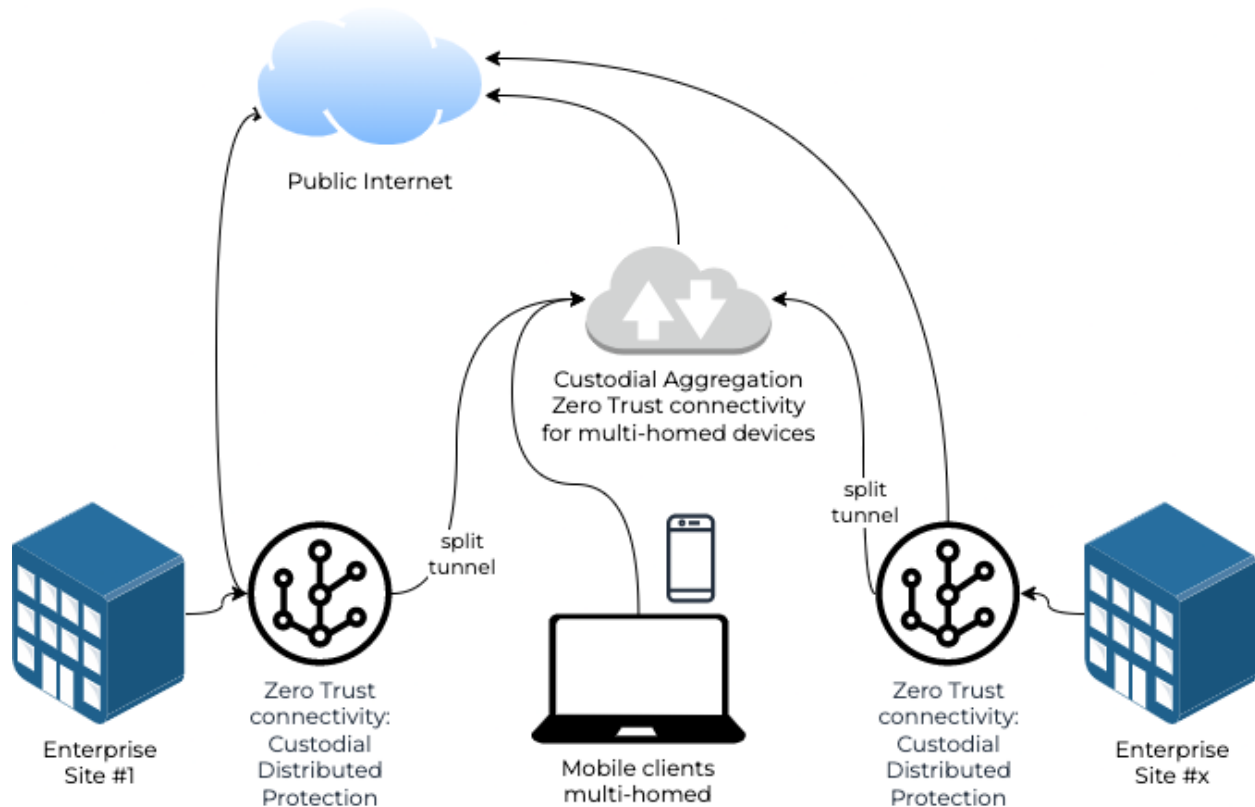 Public Internet
Custodial Aggregation
Zero Trust connectivity
for multi-homed devices
split
tunnel
split
tunnel
Enterprise
Site #1
Zero Trust
connectivity:
Custodial
Distributed
Protection
Mobile clients
multi-homed
Zero Trust
connectivity:
Custodial
Distributed
Protection
Enterprise
Site #x